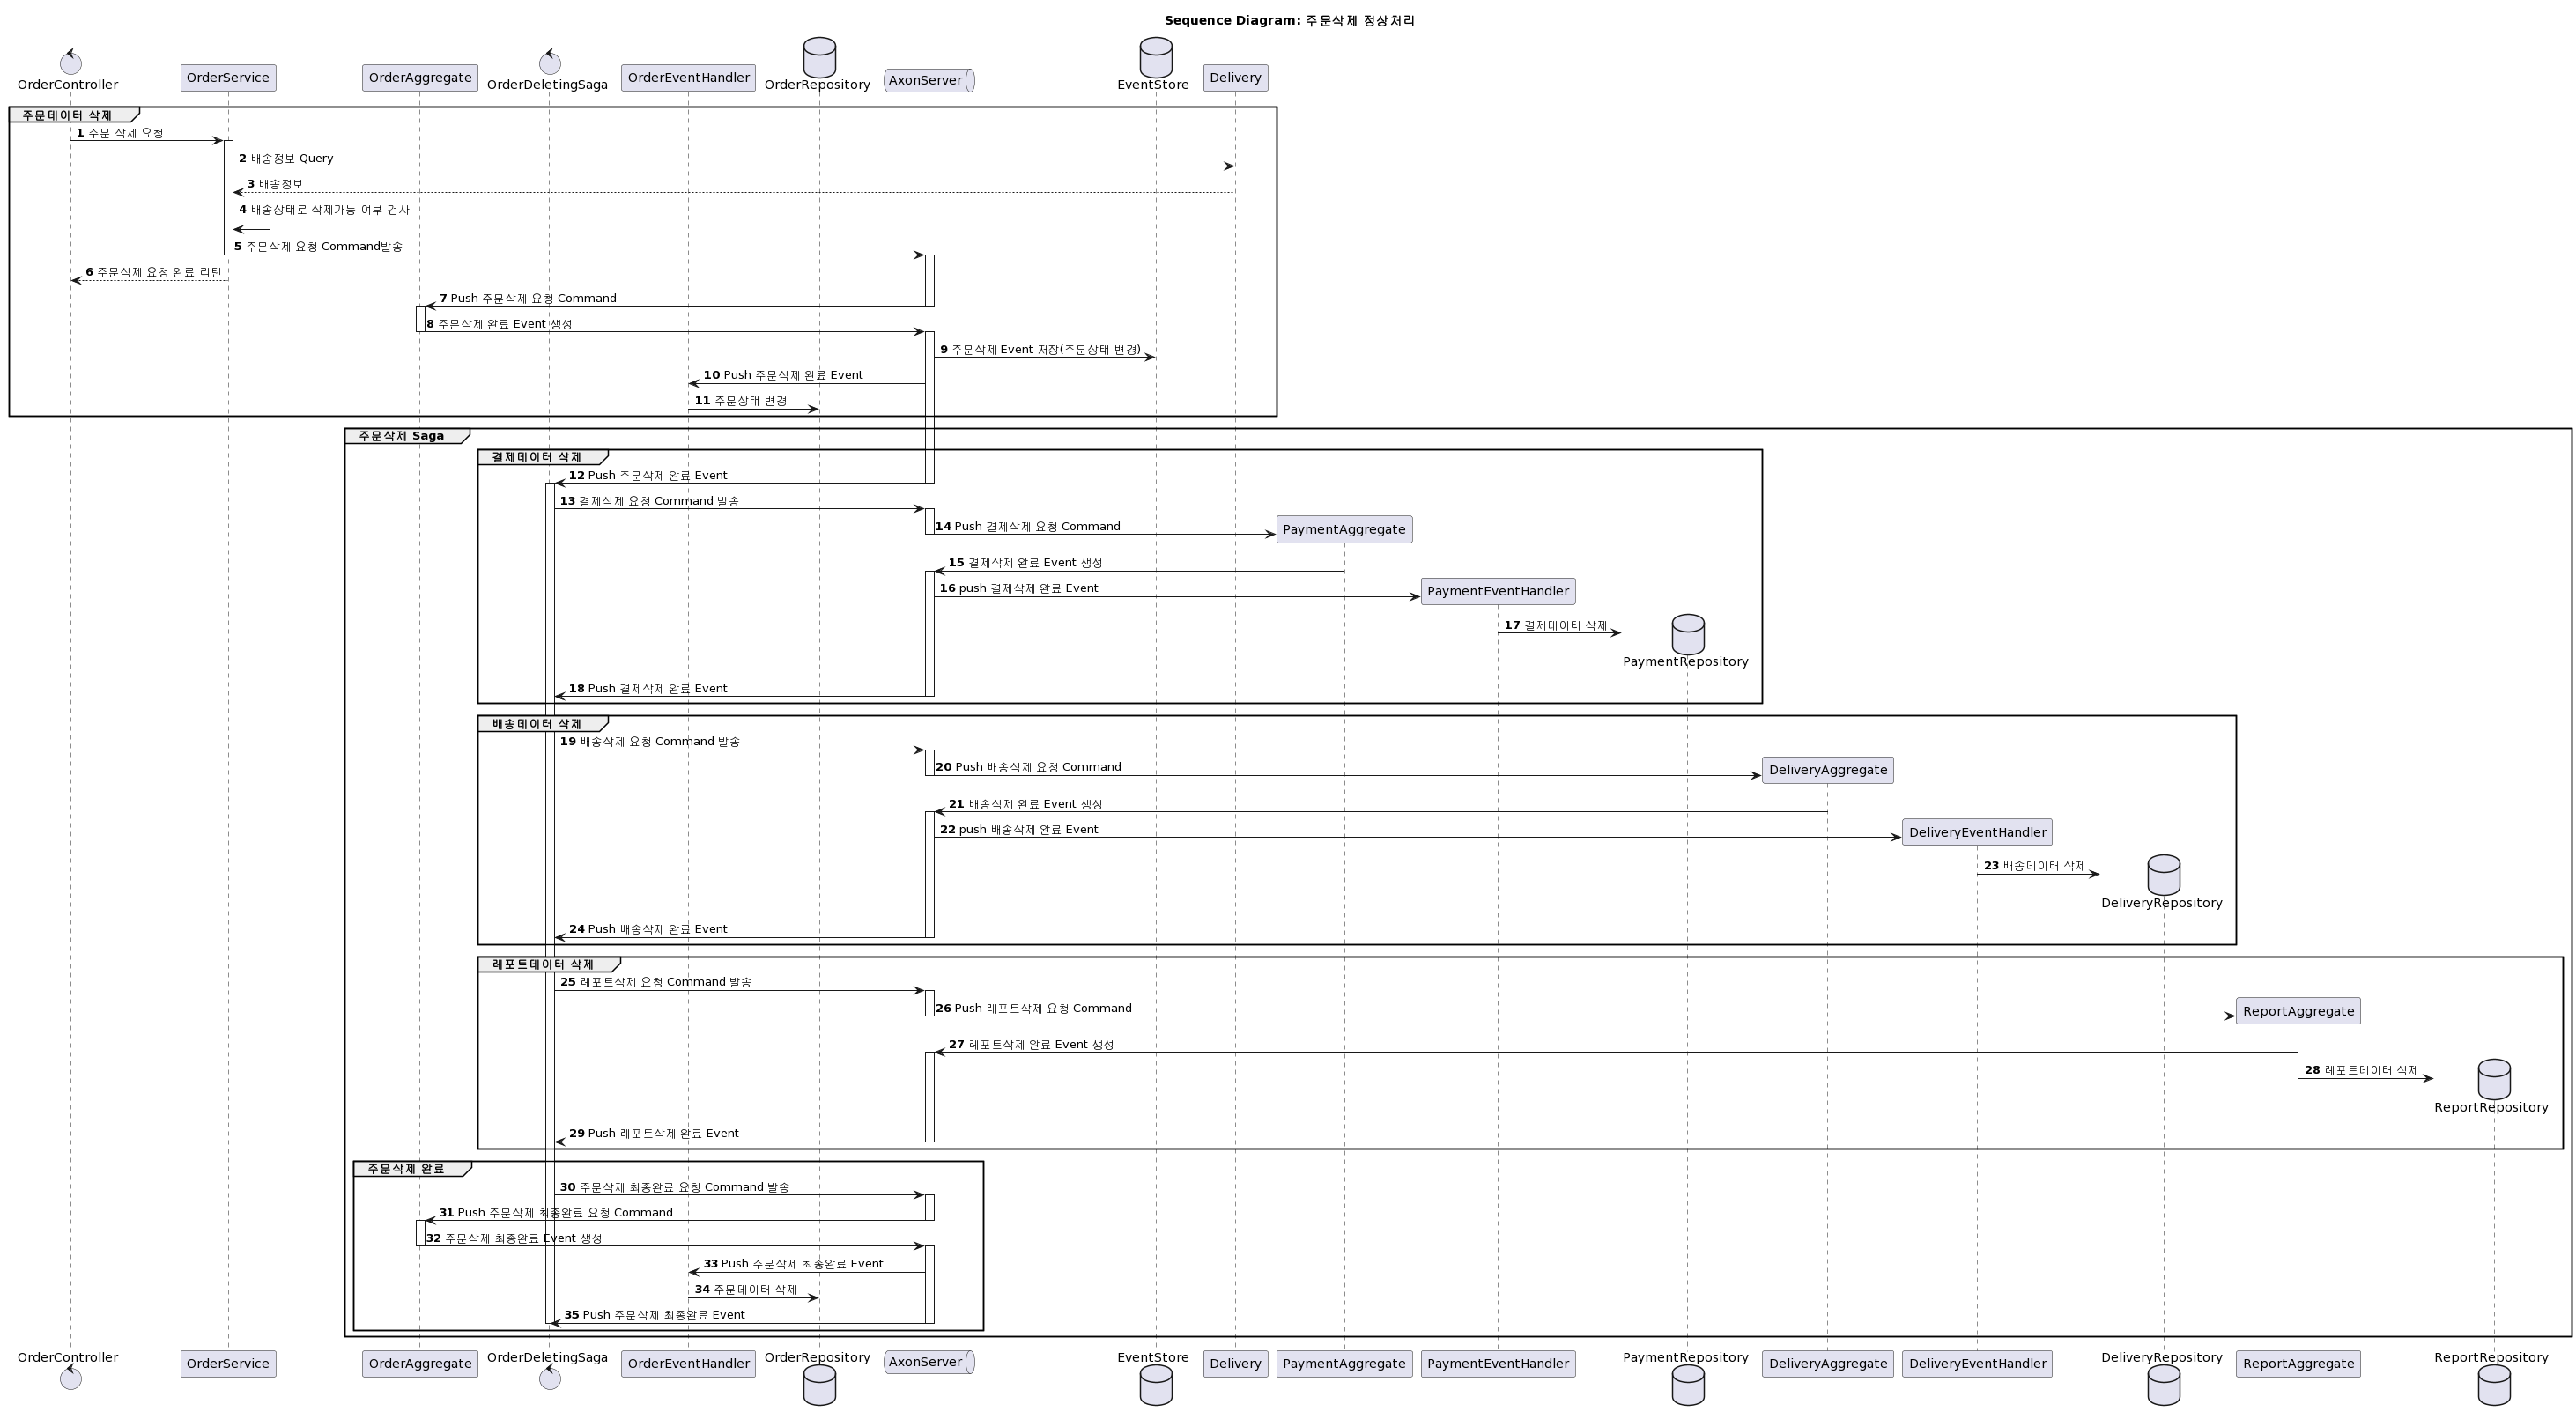 Sequence Diagram: 주문삭제 정상처리
OrderController
OrderService
OrderAggregate
OrderDeletingSaga
OrderEventHandler
OrderRepository
AxonServer
EventStore
Delivery
주문데이터 삭제
1 주문 삭제 요청
2 배송정보 Query
3 배송정보
4 배송상태로 삭제가능 여부 검사
5 주문삭제 요청 Command발송
6 주문삭제 요청 완료 리턴
7 Push 주문삭제 요청 Command
8 주문삭제 완료 Event 생성
9 주문삭제 Event 저장(주문상태 변경)
10 Push 주문삭제 완료 Event
11 주문상태 변경
주문삭제 Saga
결제데이터 삭제
12 Push 주문삭제 완료 Event
13 결제삭제 요청 Command 발송
14 Push 결제삭제 요청 Command
PaymentAggregate
15 결제삭제 완료 Event 생성
16 push 결제삭제 완료 Event
PaymentEventHandler
17 결제데이터 삭제
PaymentRepository
18 Push 결제삭제 완료 Event
배송데이터 삭제
19 배송삭제 요청 Command 발송
20 Push 배송삭제 요청 Command
DeliveryAggregate
21 배송삭제 완료 Event 생성
22 push 배송삭제 완료 Event
DeliveryEventHandler
23 배송데이터 삭제
DeliveryRepository
24 Push 배송삭제 완료 Event
레포트데이터 삭제
25 레포트삭제 요청 Command 발송
26 Push 레포트삭제 요청 Command
ReportAggregate
27 레포트삭제 완료 Event 생성
28 레포트데이터 삭제
ReportRepository
29 Push 레포트삭제 완료 Event
주문삭제 완료
30 주문삭제 최종완료 요청 Command 발송
31 Push 주문삭제 최종완료 요청 Command
32 주문삭제 최종완료 Event 생성
33 Push 주문삭제 최종완료 Event
34 주문데이터 삭제
35 Push 주문삭제 최종완료 Event
OrderController
OrderService
OrderAggregate
OrderDeletingSaga
OrderEventHandler
OrderRepository
AxonServer
EventStore
Delivery
PaymentAggregate
PaymentEventHandler
PaymentRepository
DeliveryAggregate
DeliveryEventHandler
DeliveryRepository
ReportAggregate
ReportRepository